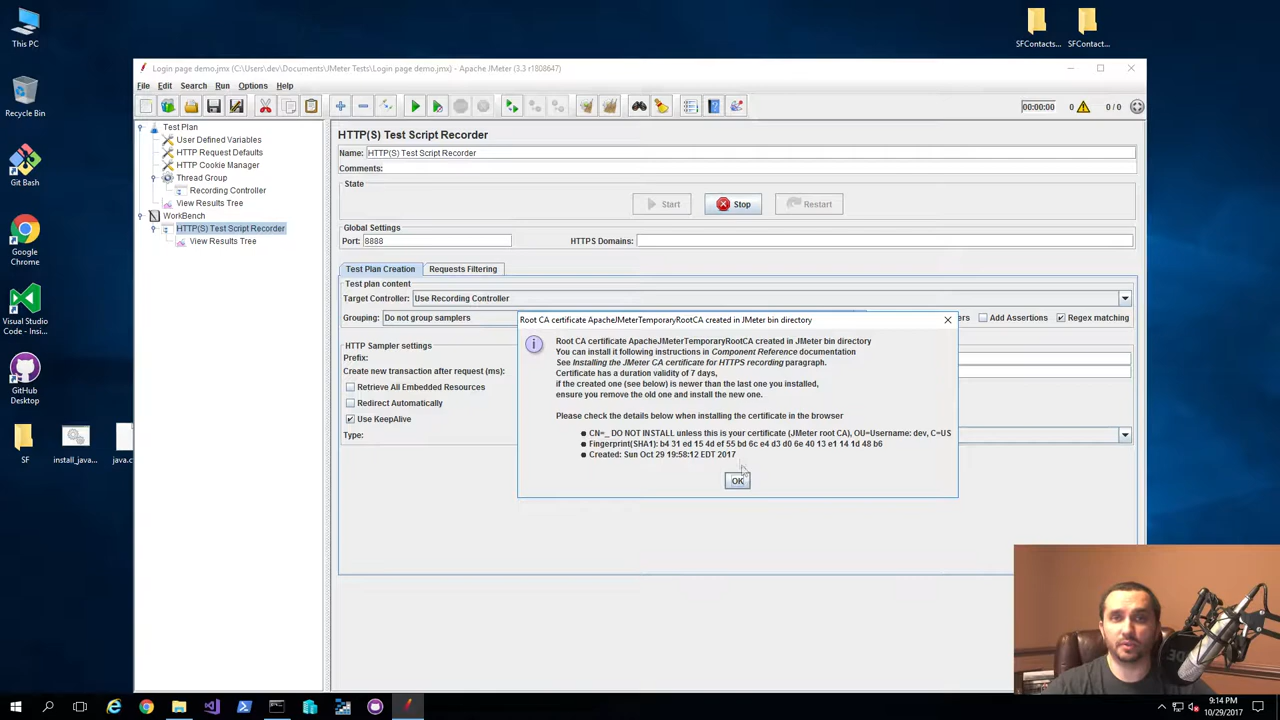 This PC
SFContacts...
SFContact...
Login page demo.jmx (C:\Users\dev\Documents\JMeter Tests\Login page demo.jmx) - Apache JMeter (3.3 r1808647)
File Edit Search Run Options Help
Recycle Bin
00:00:00 0 0 / 0
Test Plan
User Defined Variables
HTTP Request Defaults
HTTP Cookie Manager
Thread Group
Recording Controller
View Results Tree
WorkBench
HTTP(S) Test Script Recorder
View Results Tree
HTTP(S) Test Script Recorder
Name: HTTP(S) Test Script Recorder
Comments:
State
Start Stop Restart
Global Settings
Port: 8888 HTTPS Domains:
Test Plan Creation Requests Filtering
Test plan content
Target Controller: Use Recording Controller
Grouping: Do not group samplers
Add Assertions Regex matching
HTTP Sampler settings
Prefix:
Create new transaction after request (ms):
Retrieve All Embedded Resources
Redirect Automatically
Use KeepAlive
Type:
Root CA certificate ApacheJMeterTemporaryRootCA created in JMeter bin directory
Root CA certificate ApacheJMeterTemporaryRootCA created in JMeter bin directory
You can install it following instructions in Component Reference documentation
See Installing the JMeter CA certificate for HTTPS recording paragraph.
Certificate has a duration validity of 7 days,
if the created one (see below) is newer than the last one you installed,
ensure you remove the old one and install the new one.
Please check the details below when installing the certificate in the browser
CN=_ DO NOT INSTALL unless this is your certificate (JMeter root CA), OU=Username: dev, C=US
Fingerprint(SHA1): b4 31 ed 15 4d ef 55 bd 6c e4 d3 d0 6e 40 13 e1 14 1d 48 b6
Created: Sun Oct 29 19:58:12 EDT 2017
OK
Git Bash
Google
Chrome
Visual Studio
Code - Insi...
GitHub
Desktop
SF
install_java...
java.c
9:14 PM
10/29/2017